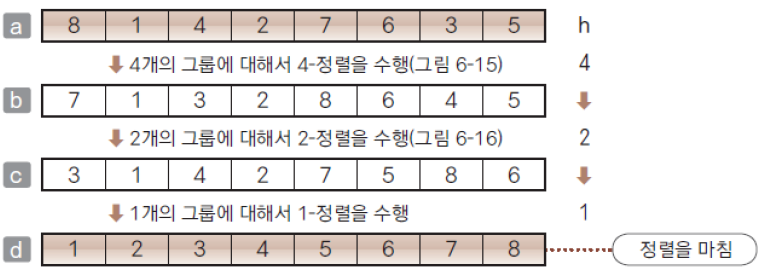 a 8 1 4 2 7 6 3 5 h
4개의 그룹에 대해서 4-정렬을 수행(그림 6-15) 4
b 7 1 3 2 8 6 4 5
2개의 그룹에 대해서 2-정렬을 수행(그림 6-16) 2
c 3 1 4 2 7 5 8 6
1개의 그룹에 대해서 1-정렬을 수행 1
d 1 2 3 4 5 6 7 8 정렬을 마침